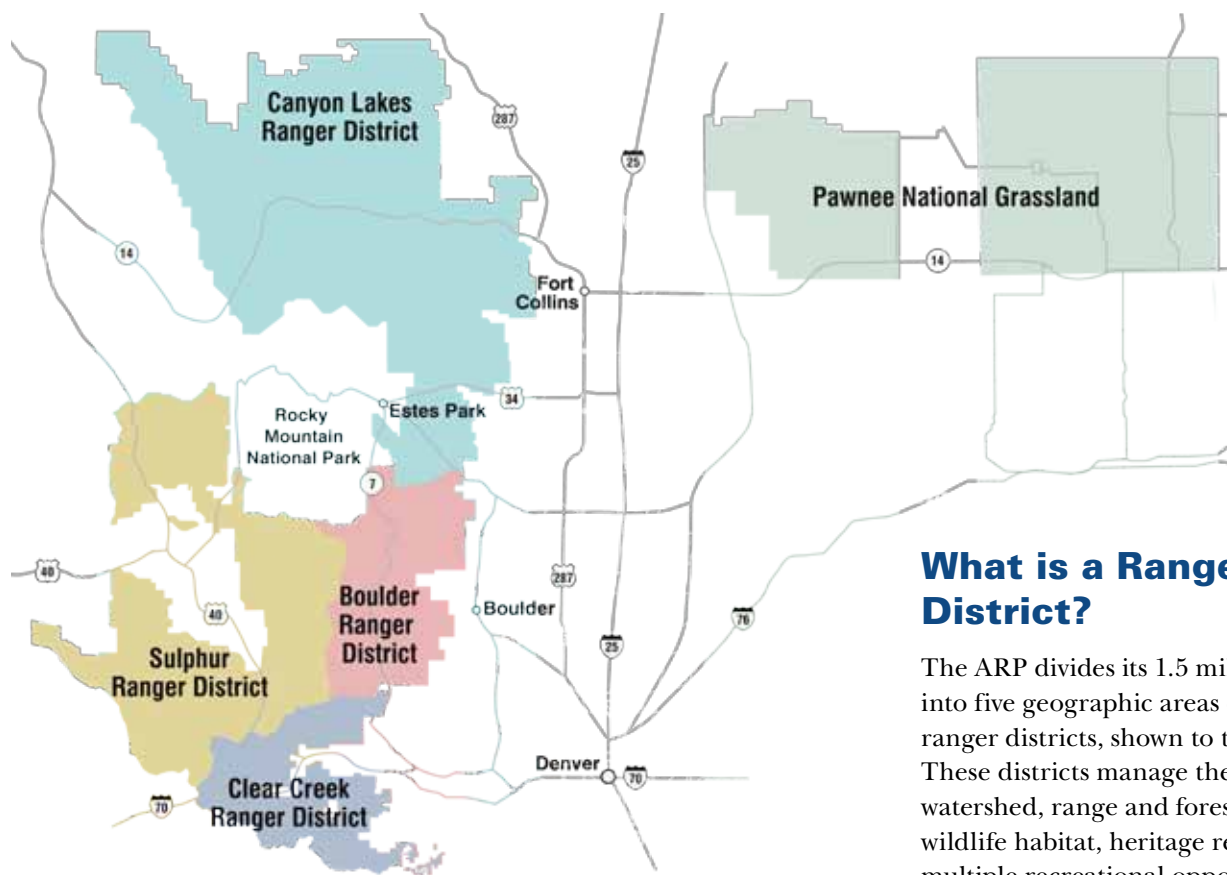 Canyon Lakes
Ranger District
287
25
Pawnee National Grassland
14
14
Fort
Collins
34
Estes Park
Rocky
Mountain
National Park
7
40
287
Boulder
Ranger
District
Boulder
40
76
25
Sulphur
Ranger District
Denver
70
Clear Creek
Ranger District
70
What is a Range
District?
The ARP divides its 1.5 mi
into five geographic areas
ranger districts, shown to t
These districts manage the
watershed, range and fores
wildlife habitat, heritage re
multiple recreational oppo